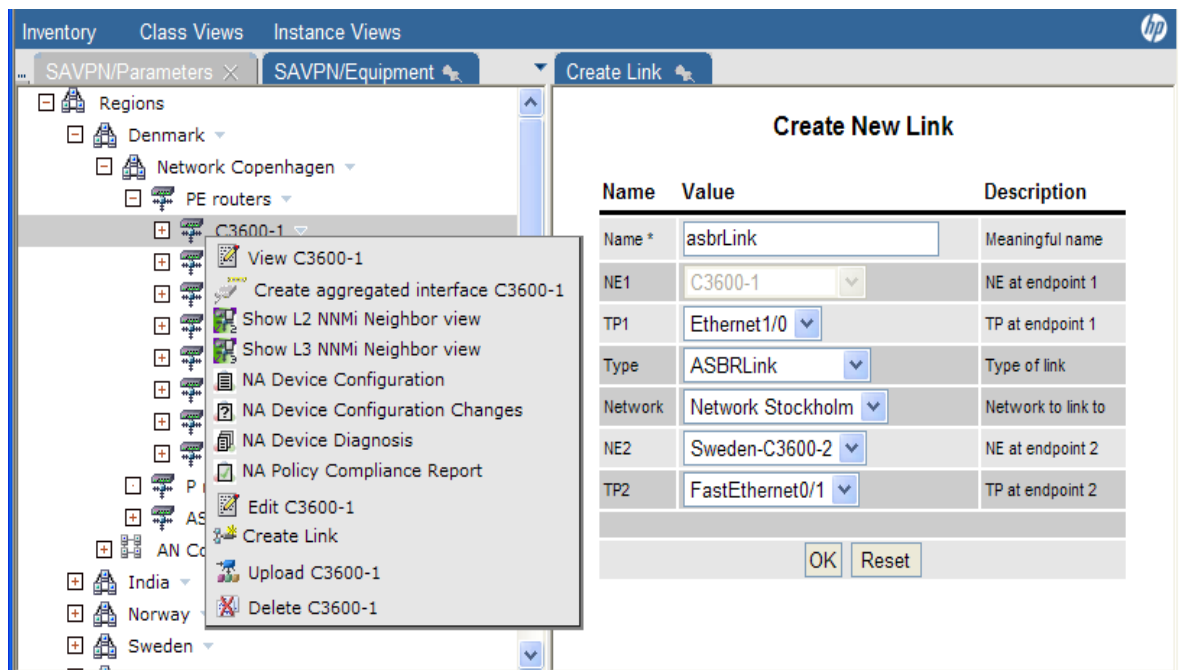 Inventory Class Views Instance Views
hp
... SAVPN/Parameters SAVPN/Equipment Create Link
Regions
Denmark
Network Copenhagen
PE routers
C3600-1
View C3600-1
Create aggregated interface C3600-1
Show L2 NNMi Neighbor view
Show L3 NNMi Neighbor view
NA Device Configuration
NA Device Configuration Changes
NA Device Diagnosis
NA Policy Compliance Report
Edit C3600-1
Create Link
Upload C3600-1
Delete C3600-1
P
AS
AN Co
India
Norway
Sweden
Create New Link
Name Value Description
Name * asbrLink Meaningful name
NE1 C3600-1 NE at endpoint 1
TP1 Ethernet1/0 TP at endpoint 1
Type ASBRLink Type of link
Network Network Stockholm Network to link to
NE2 Sweden-C3600-2 NE at endpoint 2
TP2 FastEthernet0/1 TP at endpoint 2
OK Reset